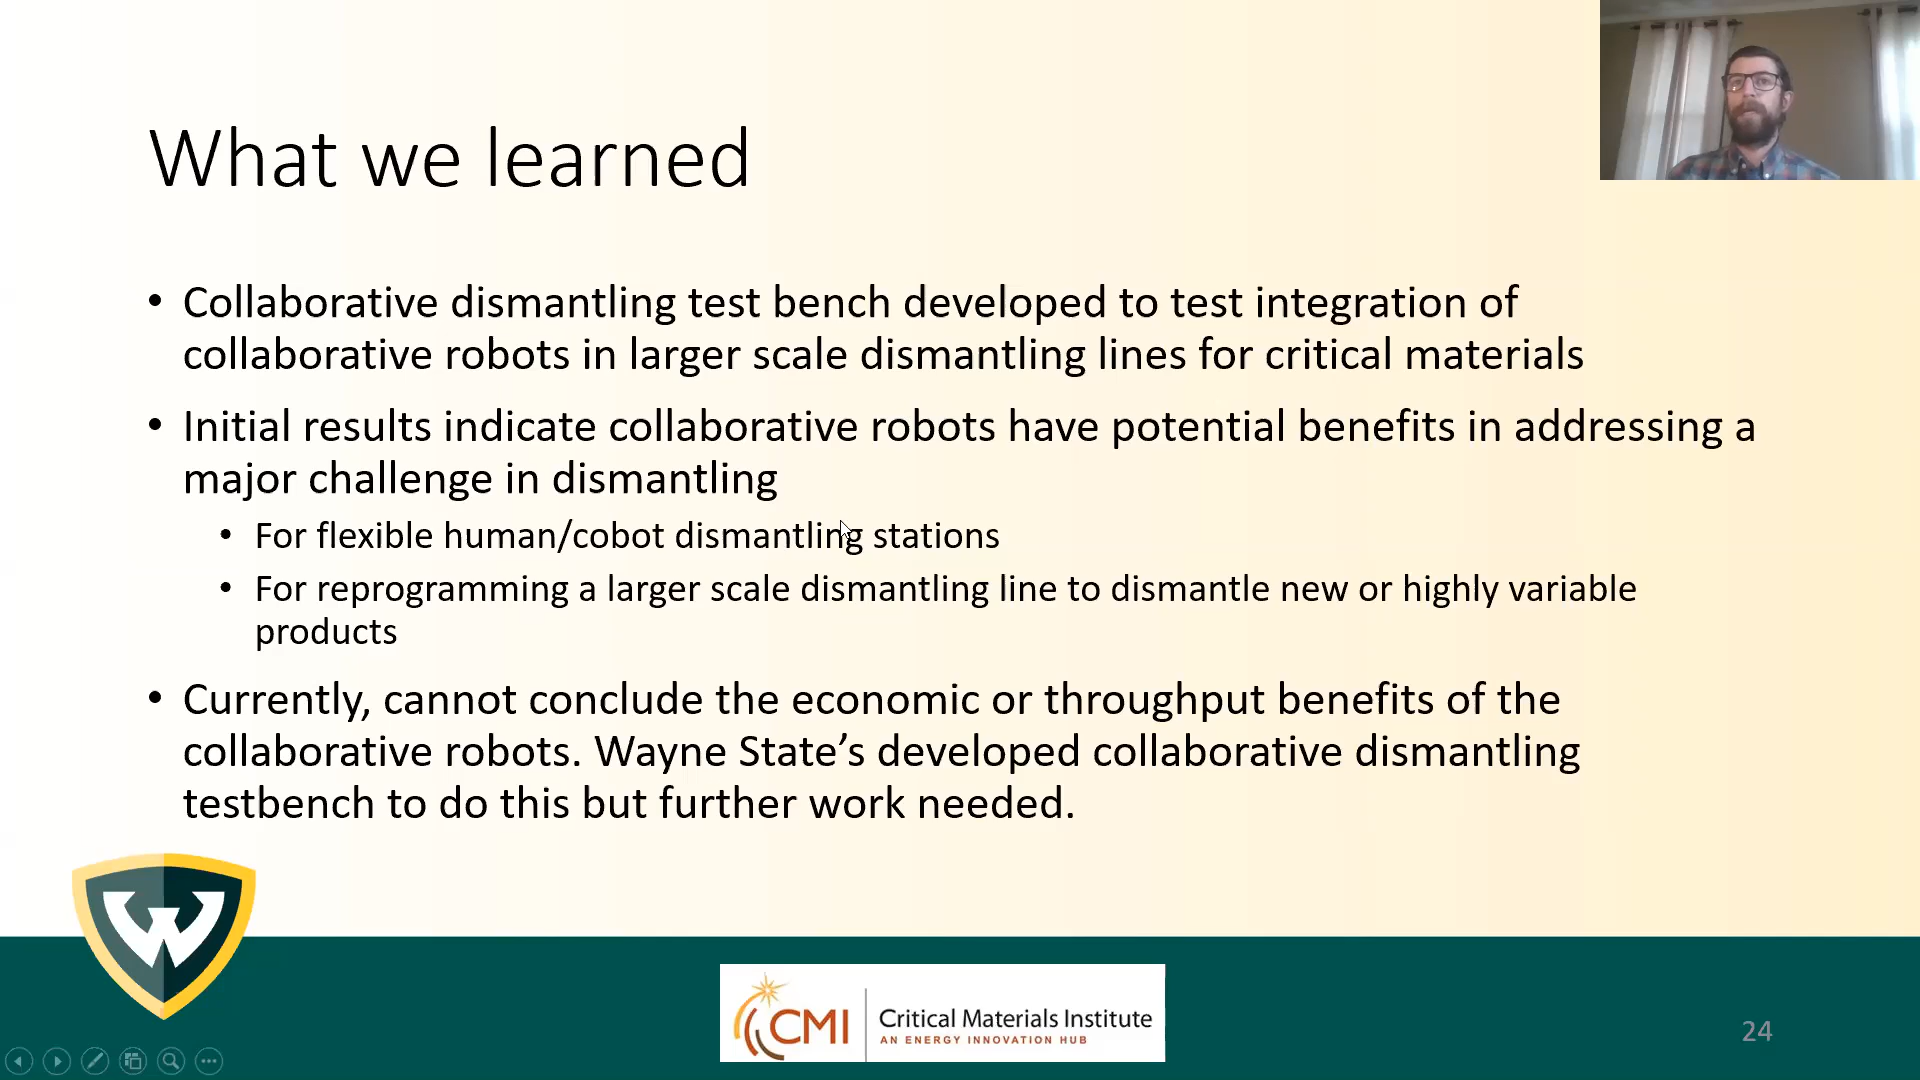 What we learned
• Collaborative dismantling test bench developed to test integration of
collaborative robots in larger scale dismantling lines for critical materials
• Initial results indicate collaborative robots have potential benefits in addressing a
major challenge in dismantling
• For flexible human/cobot dismantling stations
• For reprogramming a larger scale dismantling line to dismantle new or highly variable
products
• Currently, cannot conclude the economic or throughput benefits of the
collaborative robots. Wayne State’s developed collaborative dismantling
testbench to do this but further work needed.
W
CMI
Critical Materials Institute
AN ENERGY INNOVATION HUB
24